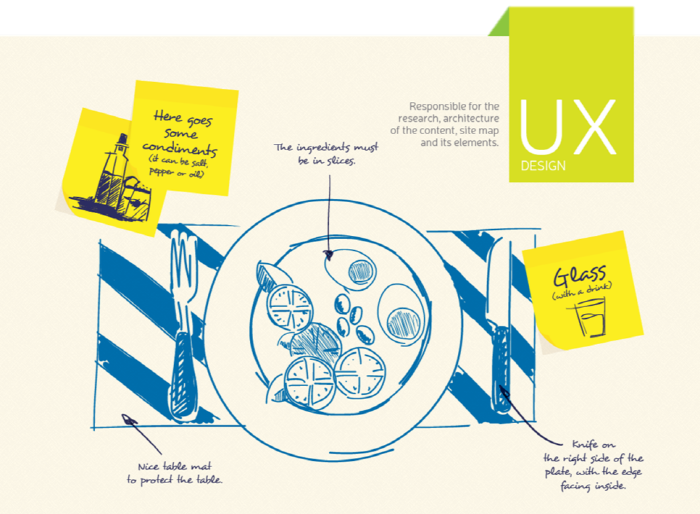 Responsible for the
research, architecture
of the content, site map
and its elements.
UX
DESIGN
Here goes
some
condiments
(it can be salt,
pepper or oil)
The ingredients must
be in slices.
Glass
(with a drink)
Nice table mat
to protect the table.
Knife on
the right side of the
plate, with the edge
facing inside.